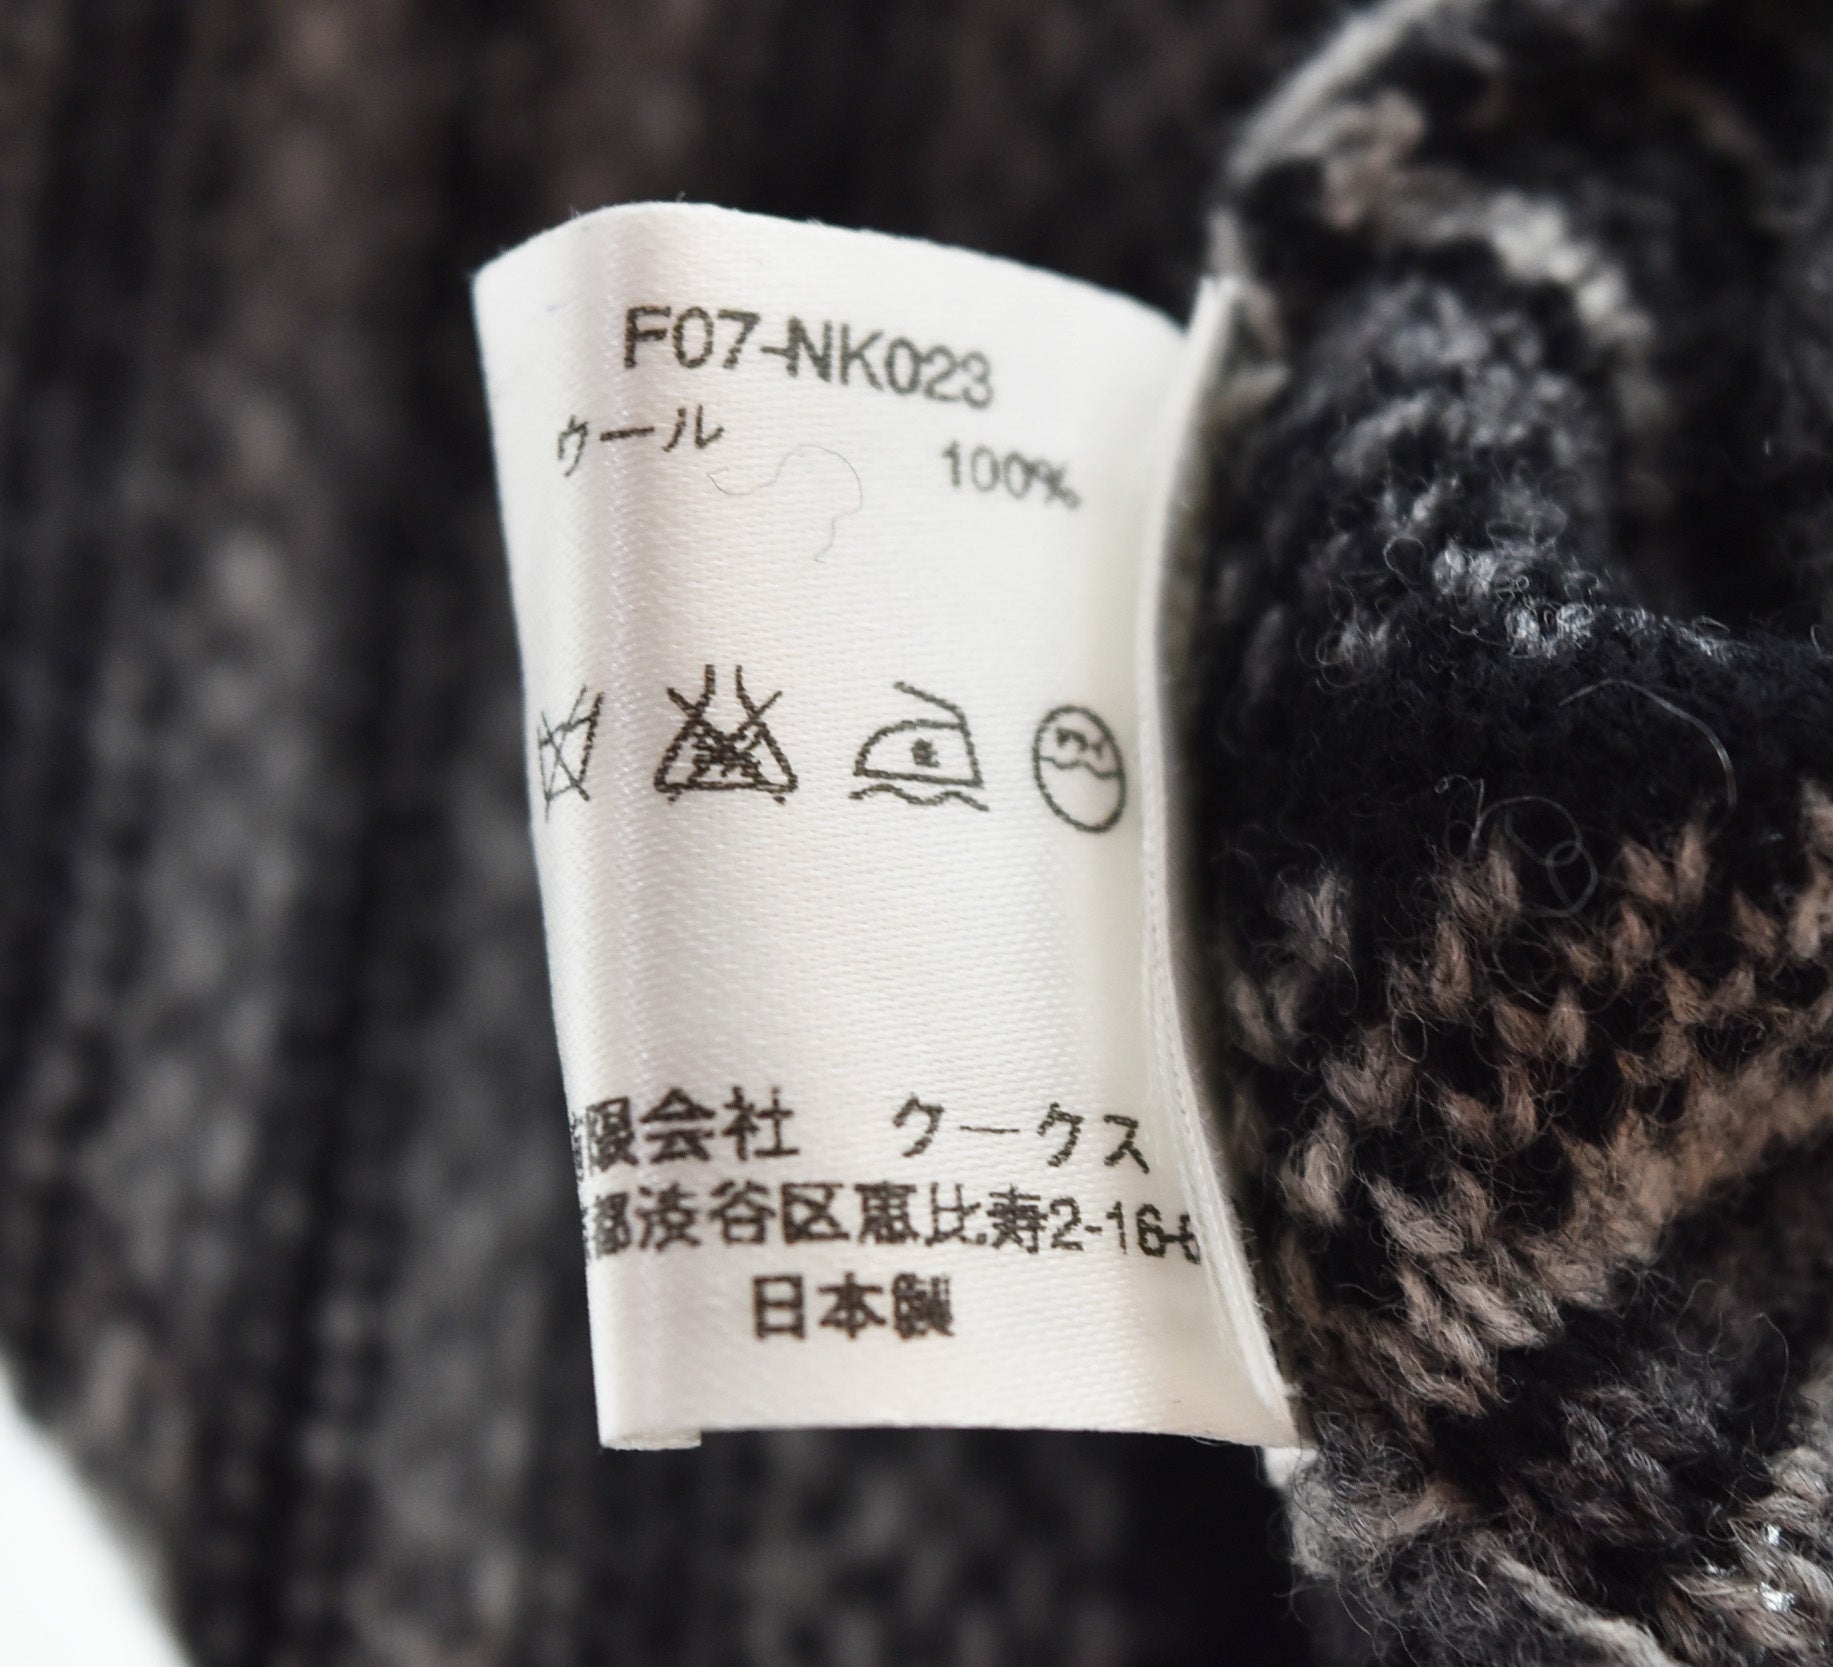 F07-NK023
ウール 100%
限会社 クーケス
都渋谷区恵比寿2-16-
日本製